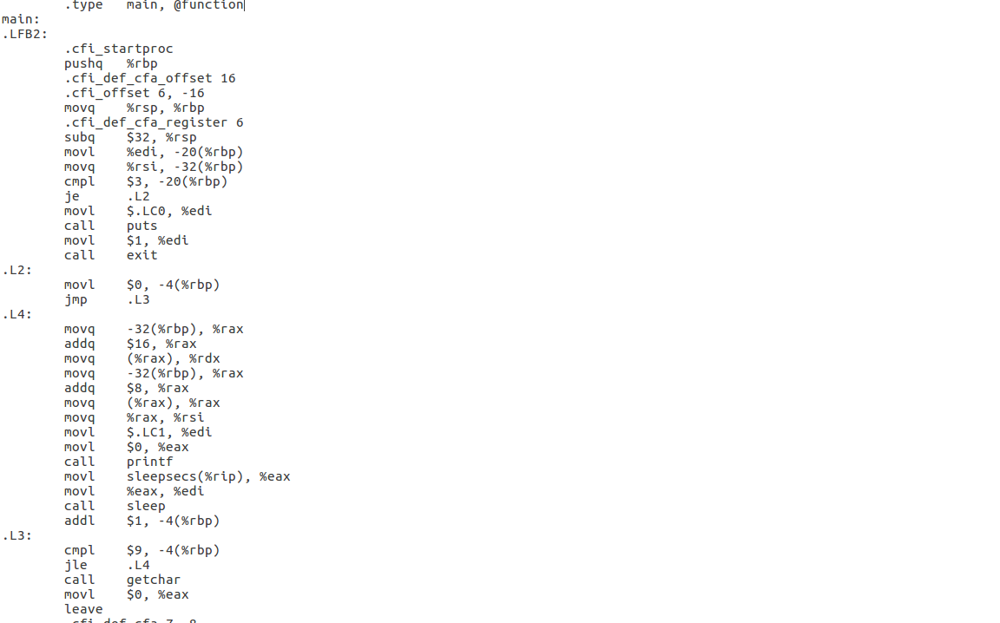 .type main, @function
main:
.LFB2:
.cfi_startproc
pushq %rbp
.cfi_def_cfa_offset 16
.cfi_offset 6, -16
movq %rsp, %rbp
.cfi_def_cfa_register 6
subq $32, %rsp
movl %edi, -20(%rbp)
movq %rsi, -32(%rbp)
cmpl $3, -20(%rbp)
je .L2
movl $.LC0, %edi
call puts
movl $1, %edi
call exit
.L2:
movl $0, -4(%rbp)
jmp .L3
.L4:
movq -32(%rbp), %rax
addq $16, %rax
movq (%rax), %rdx
movq -32(%rbp), %rax
addq $8, %rax
movq (%rax), %rax
movq %rax, %rsi
movl $.LC1, %edi
movl $0, %eax
call printf
movl sleepsecs(%rip), %eax
movl %eax, %edi
call sleep
addl $1, -4(%rbp)
.L3:
cmpl $9, -4(%rbp)
jle .L4
call getchar
movl $0, %eax
leave
.cfi_def_cfa 7, 8